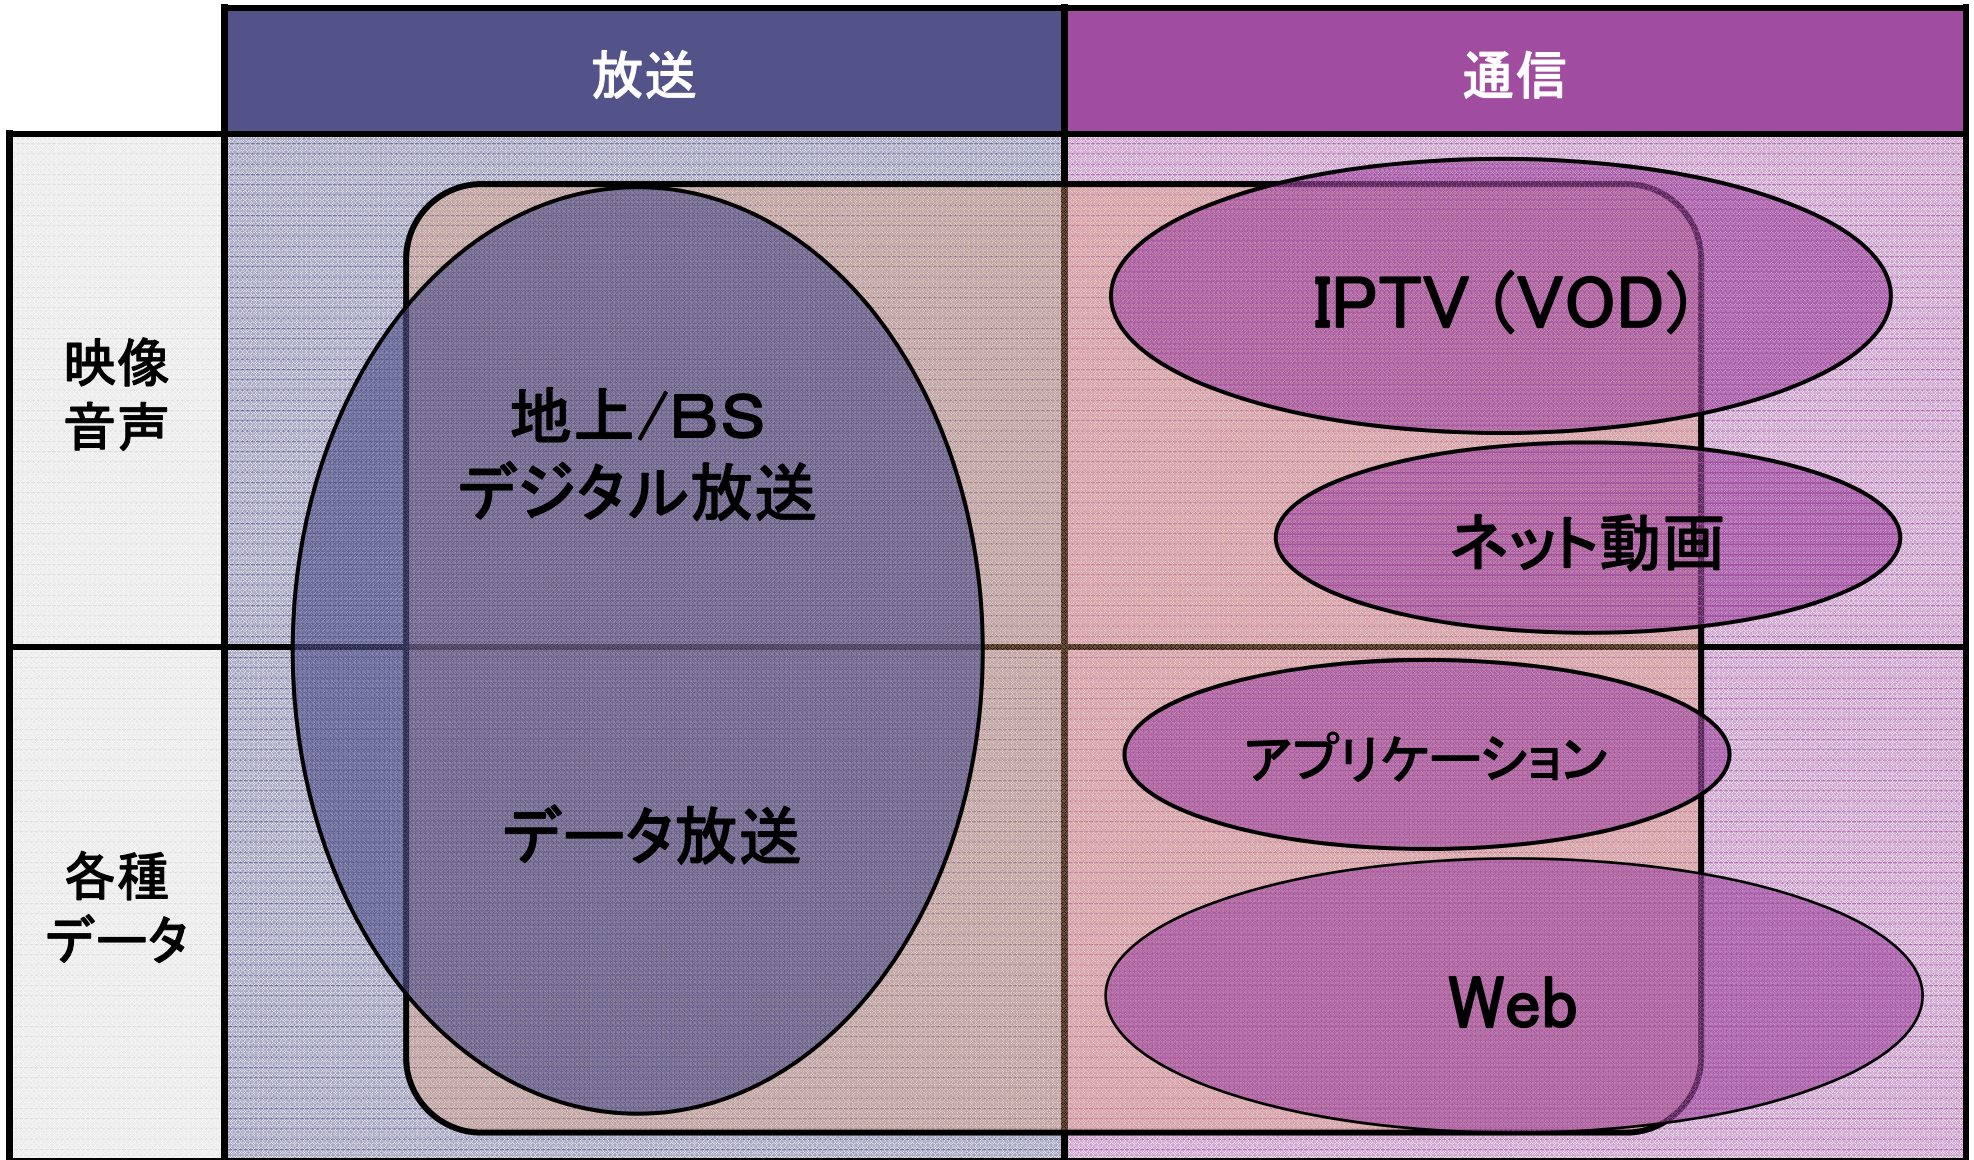 放送
通信
映像
音声
地上/BS
デジタル放送
IPTV（VOD）
ネット動画
各種
データ
データ放送
アプリケーション
Web